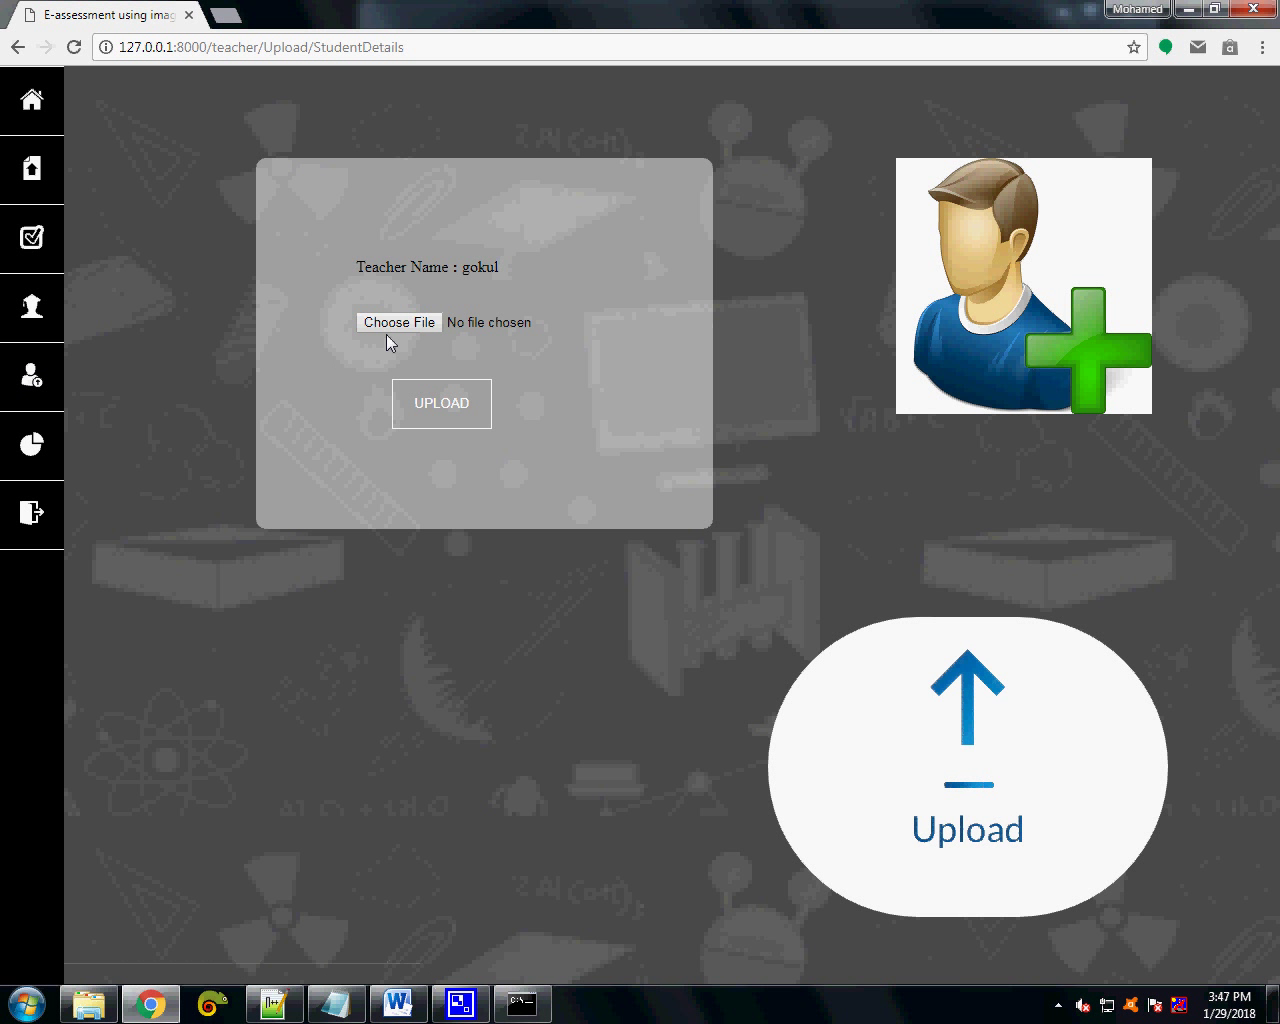 E-assessment using imag
Mohamed
127.0.0.1:8000/teacher/Upload/StudentDetails
Teacher Name : gokul
Choose File No file chosen
UPLOAD
Upload
3:47 PM
1/29/2018